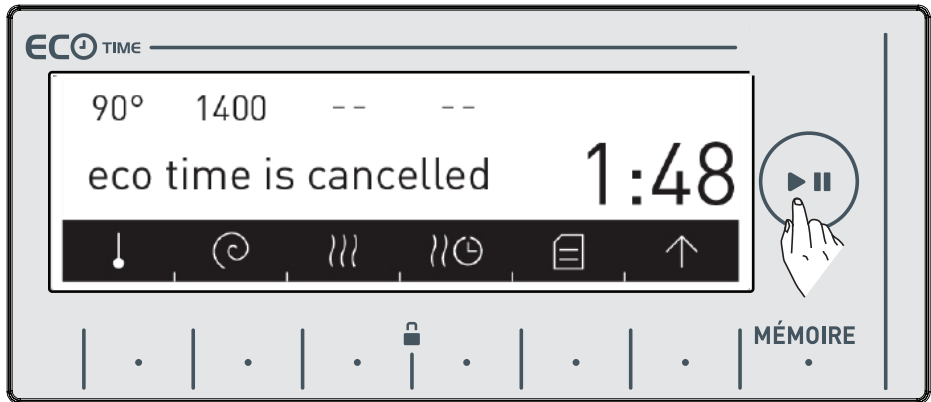 ECO TIME
90° 1400 -- --
eco time is cancelled 1:48
MÉMOIRE